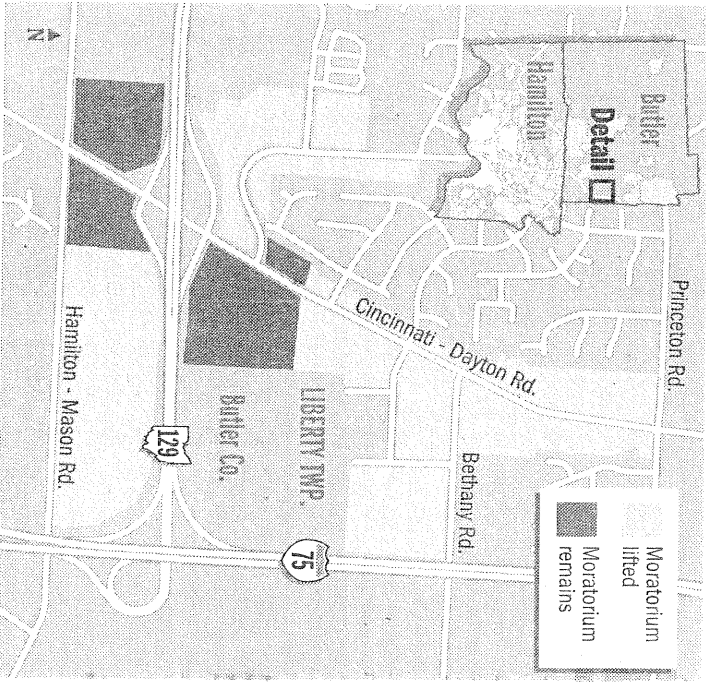 Butler
Hamilton
Detail
Princeton Rd.
Cincinnati - Dayton Rd.
Bethany Rd.
LIBERTY TWP.
Butler Co.
129
75
Hamilton - Mason Rd.
N
Moratorium
lifted
Moratorium
remains